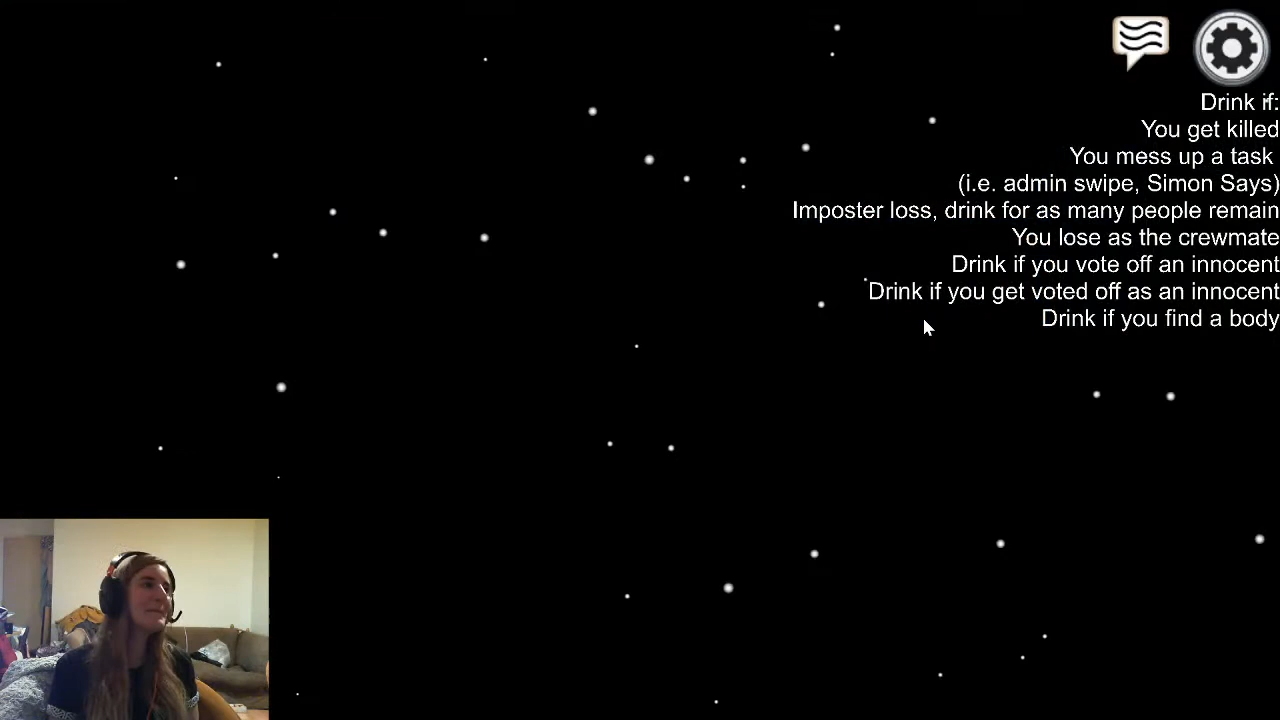 Drink if:
You get killed
You mess up a task
(i.e. admin swipe, Simon Says)
Imposter loss, drink for as many people remain
You lose as the crewmate
Drink if you vote off an innocent
Drink if you get voted off as an innocent
Drink if you find a body